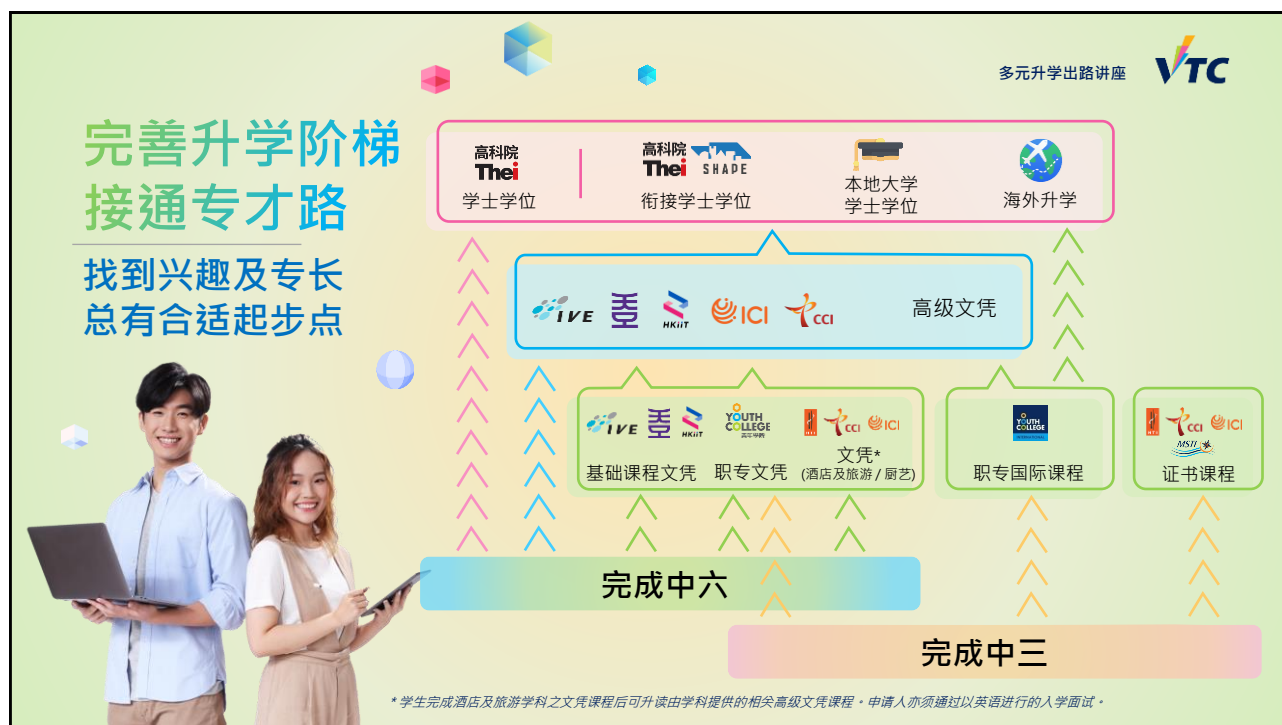 多元升学出路讲座
VTC
完善升学阶梯
接通专才路
找到兴趣及专长
总有合适起步点
高科院
Thei
学士学位
高科院
Thei
SHAPE
衔接学士学位
本地大学
学士学位
海外升学
IVE
HKIIT
ICI
CCI
高级文凭
IVE
HKIIT
YOUTH
COLLEGE
青年学院
HTI
CCI
ICI
基础课程文凭
职专文凭
文凭*
(酒店及旅游 / 厨艺)
YOUTH
COLLEGE
职专国际课程
HTI
CCI
ICI
MSTI
证书课程
完成中六
完成中三
* 学生完成酒店及旅游学科之文凭课程后可升读由学科提供的相关高级文凭课程。申请人亦须通过以英语进行的入学面试。